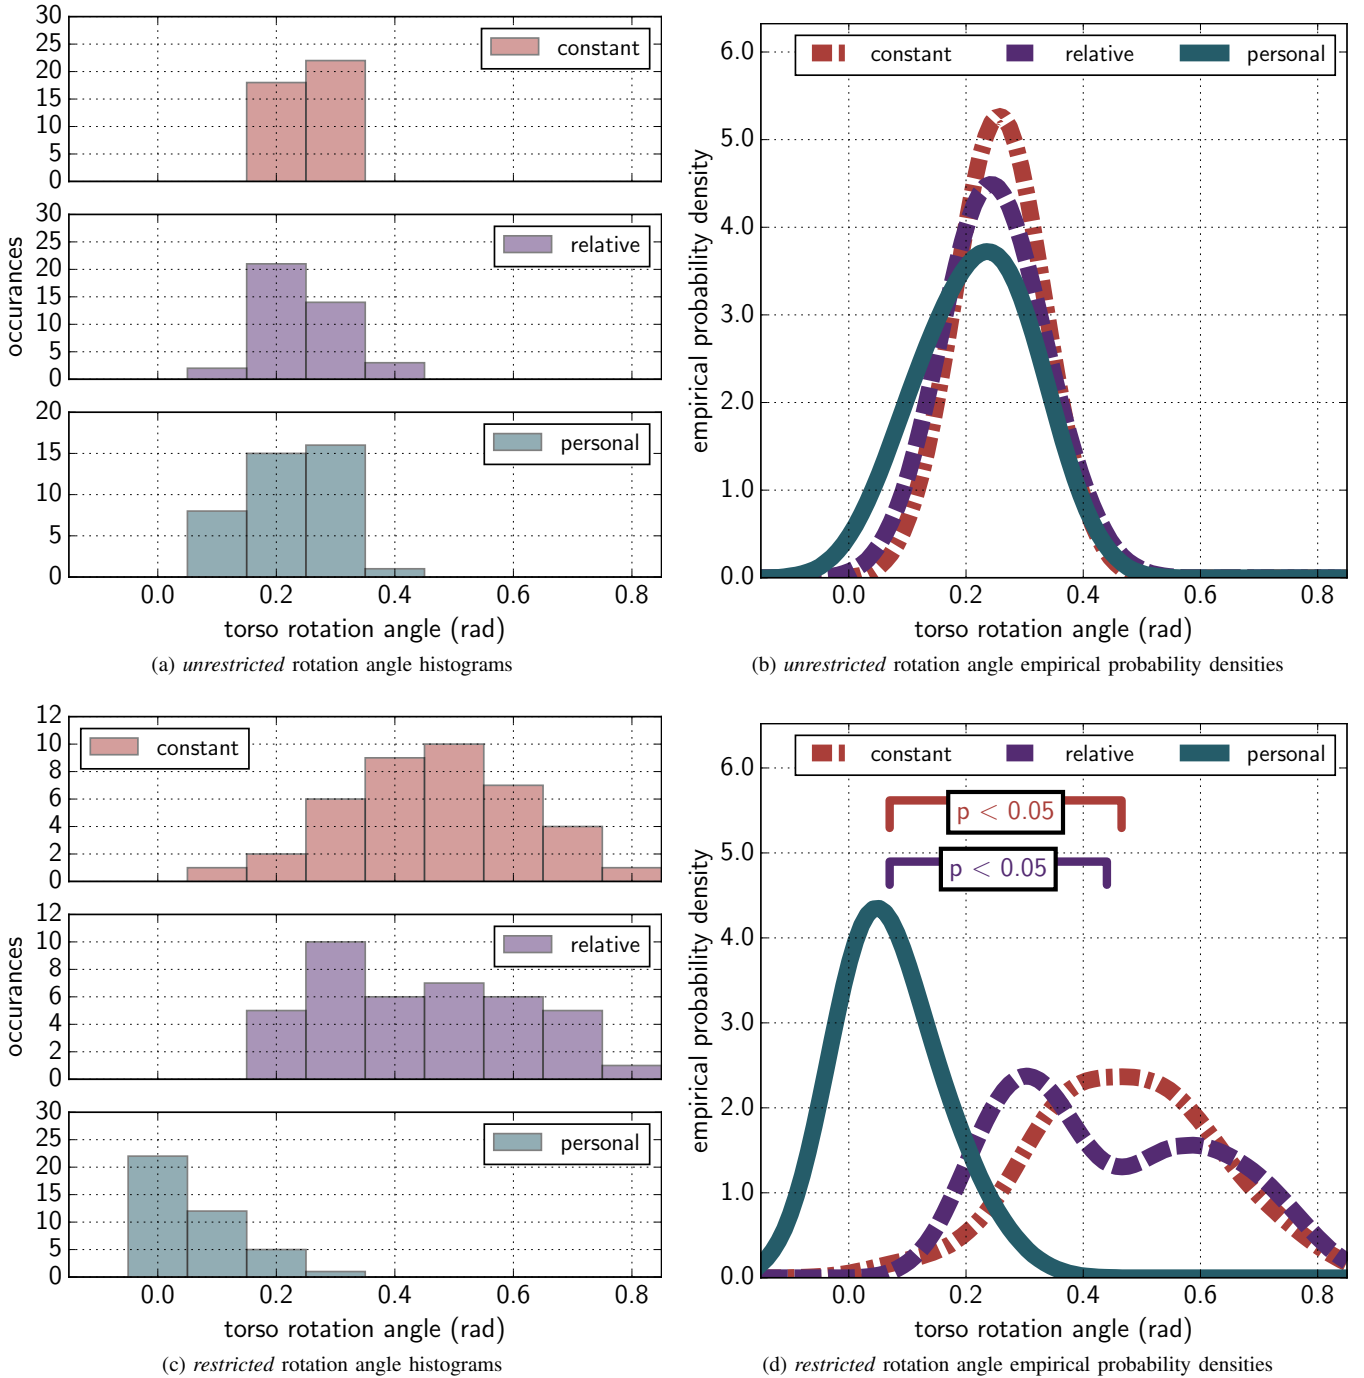 30
25
20
15
10
5
0
constant
30
25
20
15
10
5
0
relative
occurances
20
15
10
5
0
personal
0.0 0.2 0.4 0.6 0.8
torso rotation angle (rad)
(a) unrestricted rotation angle histograms
constant relative personal
6.0
5.0
4.0
3.0
2.0
1.0
0.0
empirical probability density
0.0 0.2 0.4 0.6 0.8
torso rotation angle (rad)
(b) unrestricted rotation angle empirical probability densities
12
10
8
6
4
2
0
constant
12
10
8
6
4
2
0
relative
occurances
30
25
20
15
10
5
0
personal
0.0 0.2 0.4 0.6 0.8
torso rotation angle (rad)
(c) restricted rotation angle histograms
constant relative personal
p < 0.05
p < 0.05
6.0
5.0
4.0
3.0
2.0
1.0
0.0
empirical probability density
0.0 0.2 0.4 0.6 0.8
torso rotation angle (rad)
(d) restricted rotation angle empirical probability densities